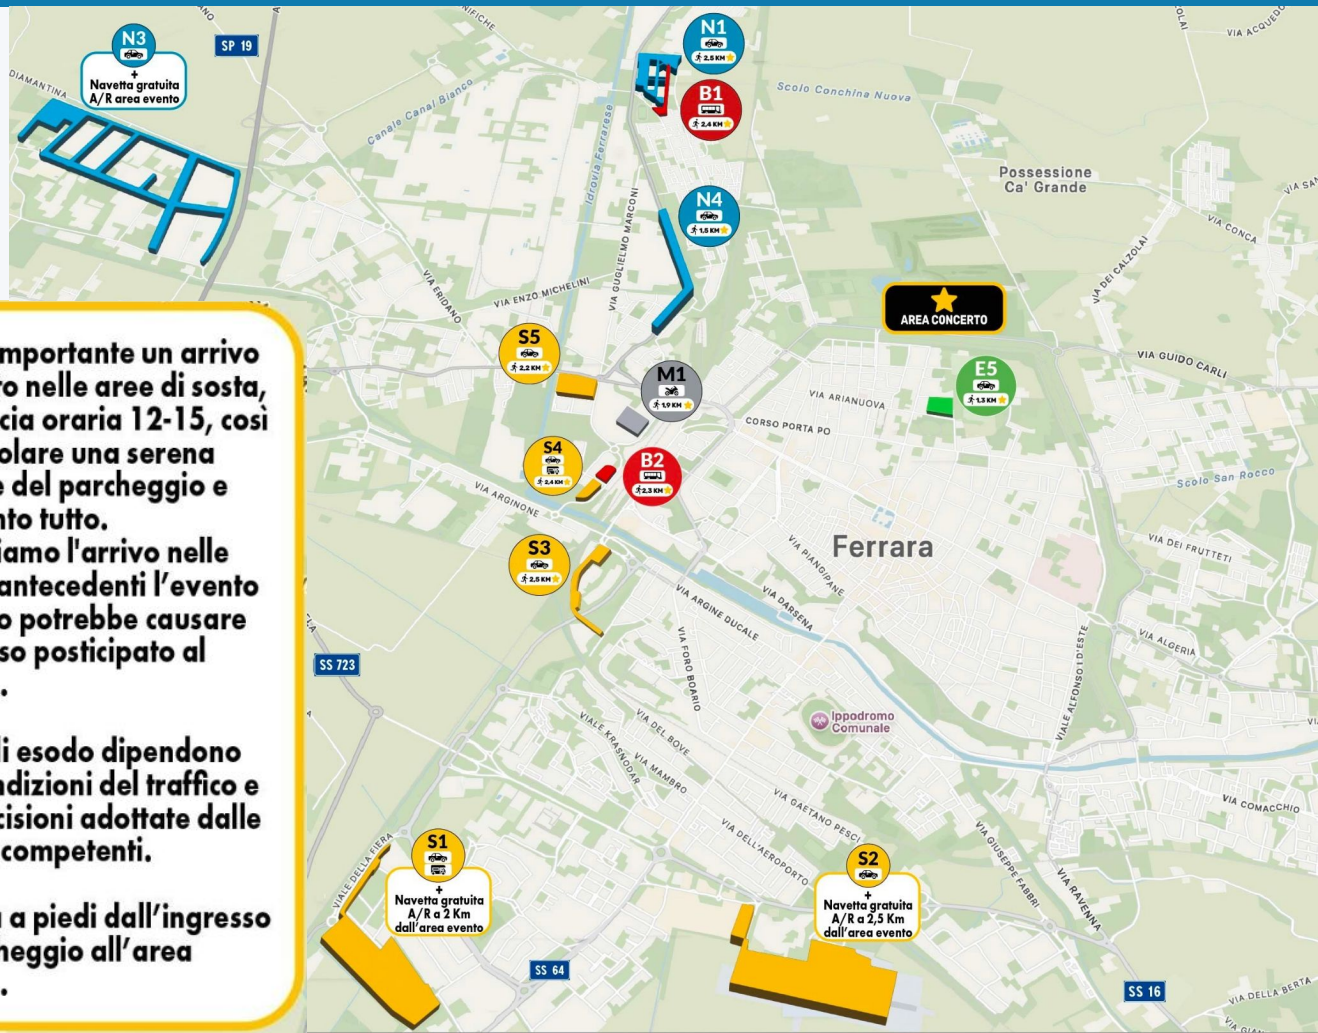 N3
+
Navetta gratuita
A/R area evento
SP 19
DIAMANTINA
Canale Canal Bianco
Idrovia Ferrarese
N1
2,5 KM
B1
2,4 KM
Scolo Conchina Nuova
VIA ACQUEDO
Possessione
Ca' Grande
VIA SAN
VIA CONCA
VIA DEI CALZOLAI
N4
1,5 KM
VIA GUGLIELMO MARCONI
VIA ENZO MICHELINI
VIA ERIDANO
AREA CONCERTO
VIA GUIDO CARLI
S5
2,2 KM
M1
1,9 KM
E5
1,3 KM
VIA ARIANUOVA
CORSO PORTA PO
S4
2,4 KM
B2
2,3 KM
VIA ARGINONE
Scolo San Rocco
S3
2,5 KM
Ferrara
VIA PIANGIPANE
VIA DARSENA
VIA DEI FRUTTETI
VIA ARGINE DUCALE
VIA FORO BOARIO
VIA ALGERIA
VIALE ALFONSO I D'ESTE
SS 723
Ippodromo
Comunale
VIALE KRASNODAR
VIA DEL BOVE
VIA MAMBRO
VIA GAETANO PESCI
VIA DELL'AEROPORTO
VIA COMACCHIO
VIA GIUSEPPE FABBRI
VIA RAVENNA
VIALE DELLA FIERA
S1
+
Navetta gratuita
A/R a 2 Km
dall'area evento
S2
+
Navetta gratuita
A/R a 2,5 Km
dall'area evento
SS 64
SS 16
VIA DELLA BERTA
mportante un arrivo
ro nelle aree di sosta,
cia oraria 12-15, così
olare una serena
e del parcheggio e
nto tutto.
iamo l'arrivo nelle
antecedenti l'evento
o potrebbe causare
so posticipato al
.
di esodo dipendono
ndizioni del traffico e
cisioni adottate dalle
competenti.
a a piedi dall'ingresso
heggio all'area
.